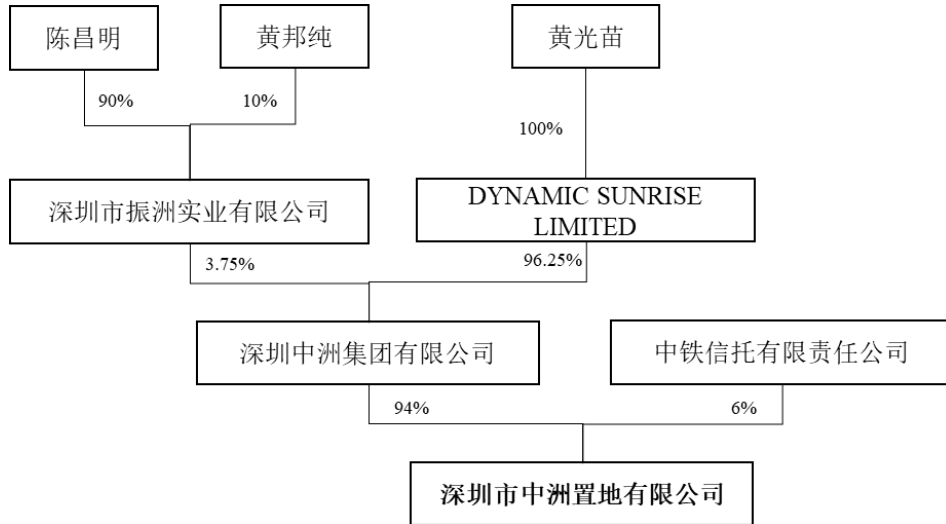 陈昌明
黄邦纯
黄光苗
90%
10%
100%
深圳市振洲实业有限公司
DYNAMIC SUNRISE
LIMITED
3.75%
96.25%
深圳中洲集团有限公司
中铁信托有限责任公司
94%
6%
深圳市中洲置地有限公司